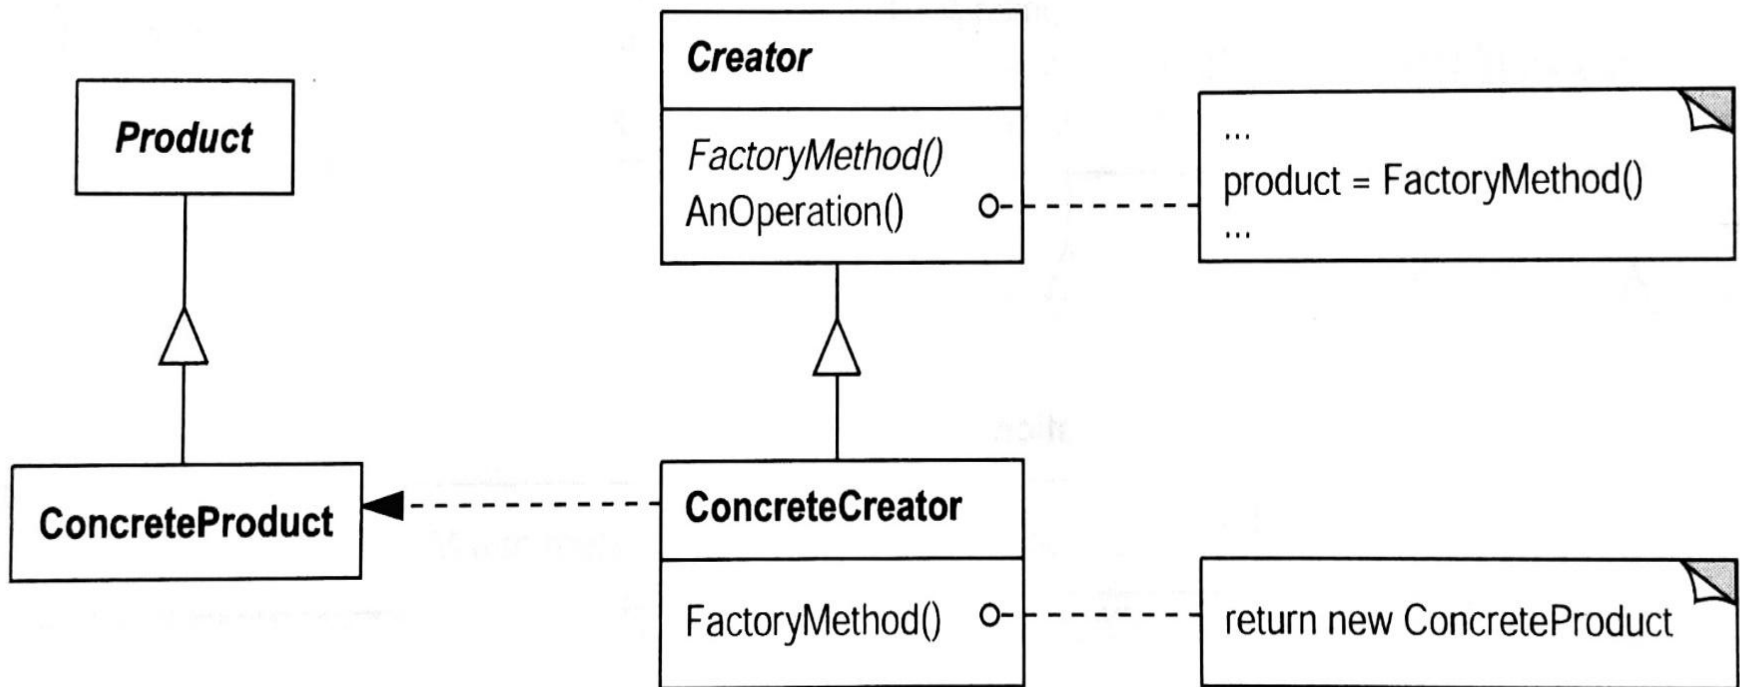 Product
ConcreteProduct
Creator
FactoryMethod()
AnOperation()
...
product = FactoryMethod()
...
ConcreteCreator
FactoryMethod()
return new ConcreteProduct